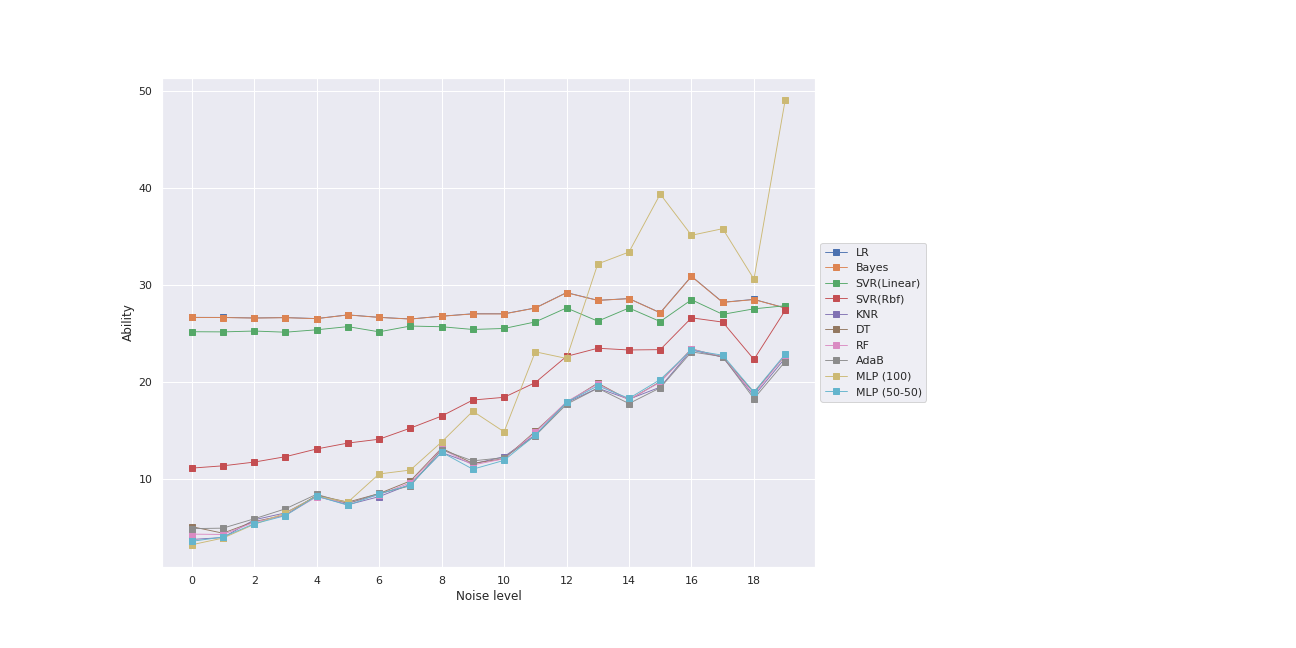 50
40
30
20
10
Ability
0 2 4 6 8 10 12 14 16 18
Noise level
LR
Bayes
SVR(Linear)
SVR(Rbf)
KNR
DT
RF
AdaB
MLP (100)
MLP (50-50)